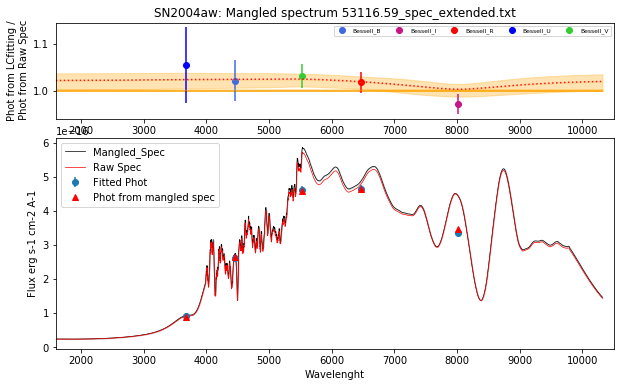 SN2004aw: Mangled spectrum 53116.59_spec_extended.txt
Phot from LCfitting /
Phot from Raw Spec
1.1
1.0
Bessell_B
Bessell_I
Bessell_R
Bessell_U
Bessell_V
2000 3000 4000 5000 6000 7000 8000 9000 10000
Flux erg s-1 cm-2 A-1
6
5
4
3
2
1
0
Mangled_Spec
Raw Spec
Fitted Phot
Phot from mangled spec
2000 3000 4000 5000 6000 7000 8000 9000 10000
Wavelenght